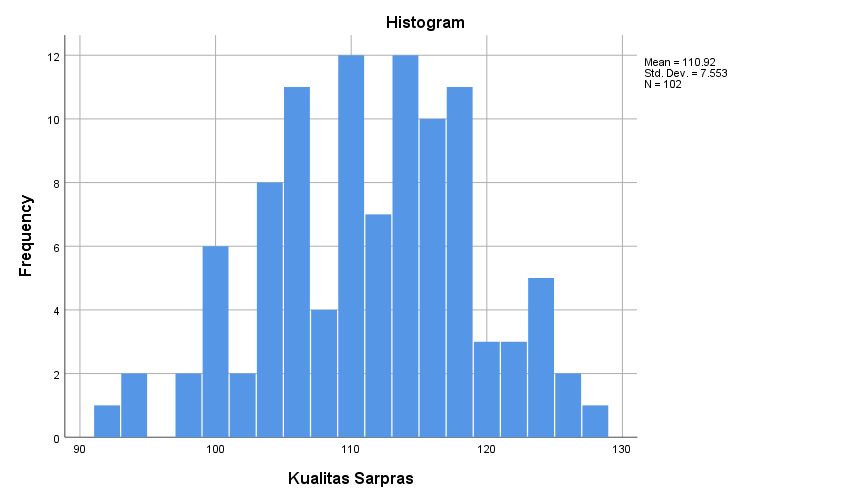 Histogram
Mean = 110.92
Std. Dev. = 7.553
N = 102
Frequency
12
10
8
6
4
2
0
90 100 110 120 130
Kualitas Sarpras